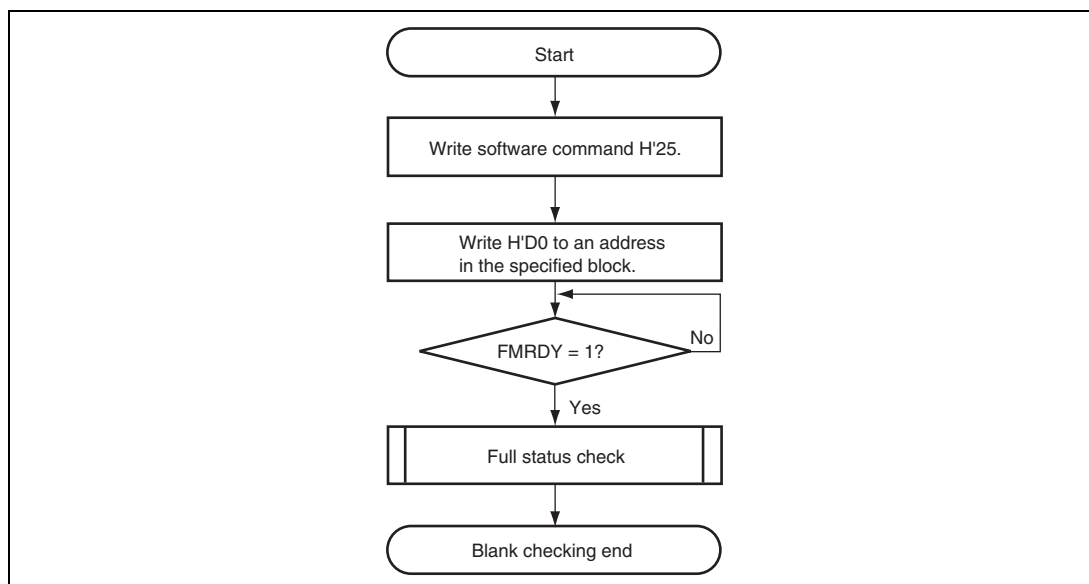 Start
Write software command H'25.
Write H'D0 to an address
in the specified block.
No
FMRDY = 1?
Yes
Full status check
Blank checking end